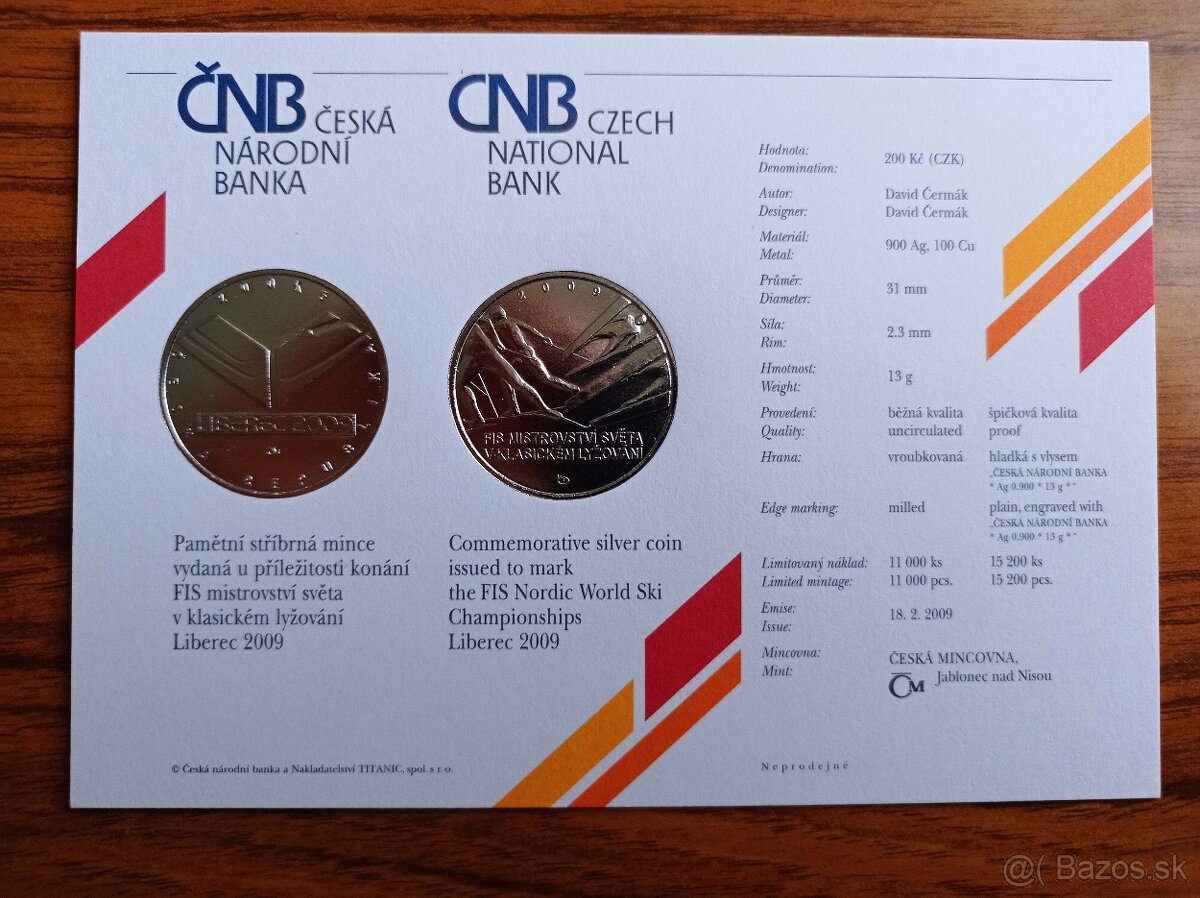 ČNB ČESKÁ
NÁRODNÍ
BANKA
CNB CZECH
NATIONAL
BANK
LIBEREC 2009
2009
FIS MISTROVSTVÍ SVĚTA
V KLASICKÉM LYŽOVÁNÍ
Pamětní stříbrná mince
vydaná u příležitosti konání
FIS mistrovství světa
v klasickém lyžování
Liberec 2009
Commemorative silver coin
issued to mark
the FIS Nordic World Ski
Championships
Liberec 2009
© Česká národní banka a Nakladatelství TITANIC, spol. s r. o.
Hodnota:
Denomination: 200 Kč (CZK)
Autor: David Čermák
Designer: David Čermák
Materiál:
Metal: 900 Ag, 100 Cu
Průměr:
Diameter: 31 mm
Síla:
Rim: 2.3 mm
Hmotnost:
Weight: 13 g
Provedení: běžná kvalita špičková kvalita
Quality: uncirculated proof
Hrana: vroubkovaná hladká s vlysem
„ČESKÁ NÁRODNÍ BANKA
* Ag 0.900 * 13 g *“
Edge marking: milled plain, engraved with
„ČESKÁ NÁRODNÍ BANKA
* Ag 0.900 * 13 g *“
Limitovaný náklad: 11 000 ks 15 200 ks
Limited mintage: 11 000 pcs. 15 200 pcs.
Emise:
Issue: 18. 2. 2009
Mincovna: ČESKÁ MINCOVNA,
Mint: ČM Jablonec nad Nisou
Neprodejné
@( Bazos.sk